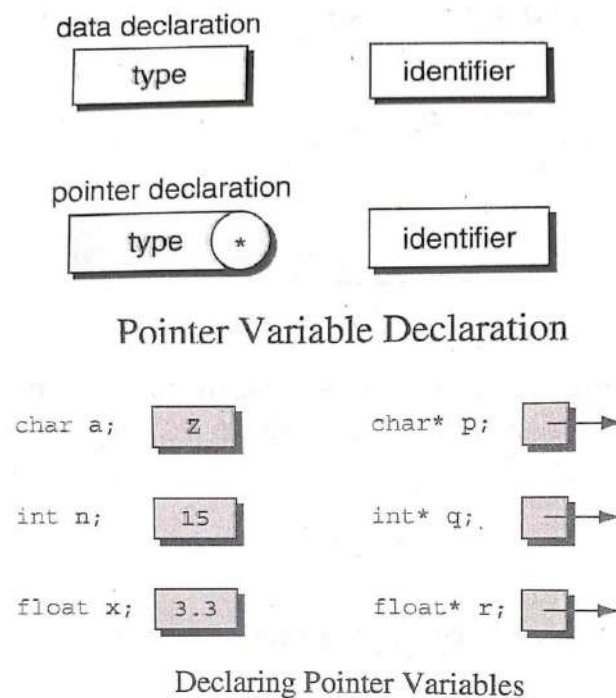 data declaration
type identifier
pointer declaration
type * identifier
Pointer Variable Declaration
char a; Z char* p;
int n; 15 int* q;
float x; 3.3 float* r;
Declaring Pointer Variables